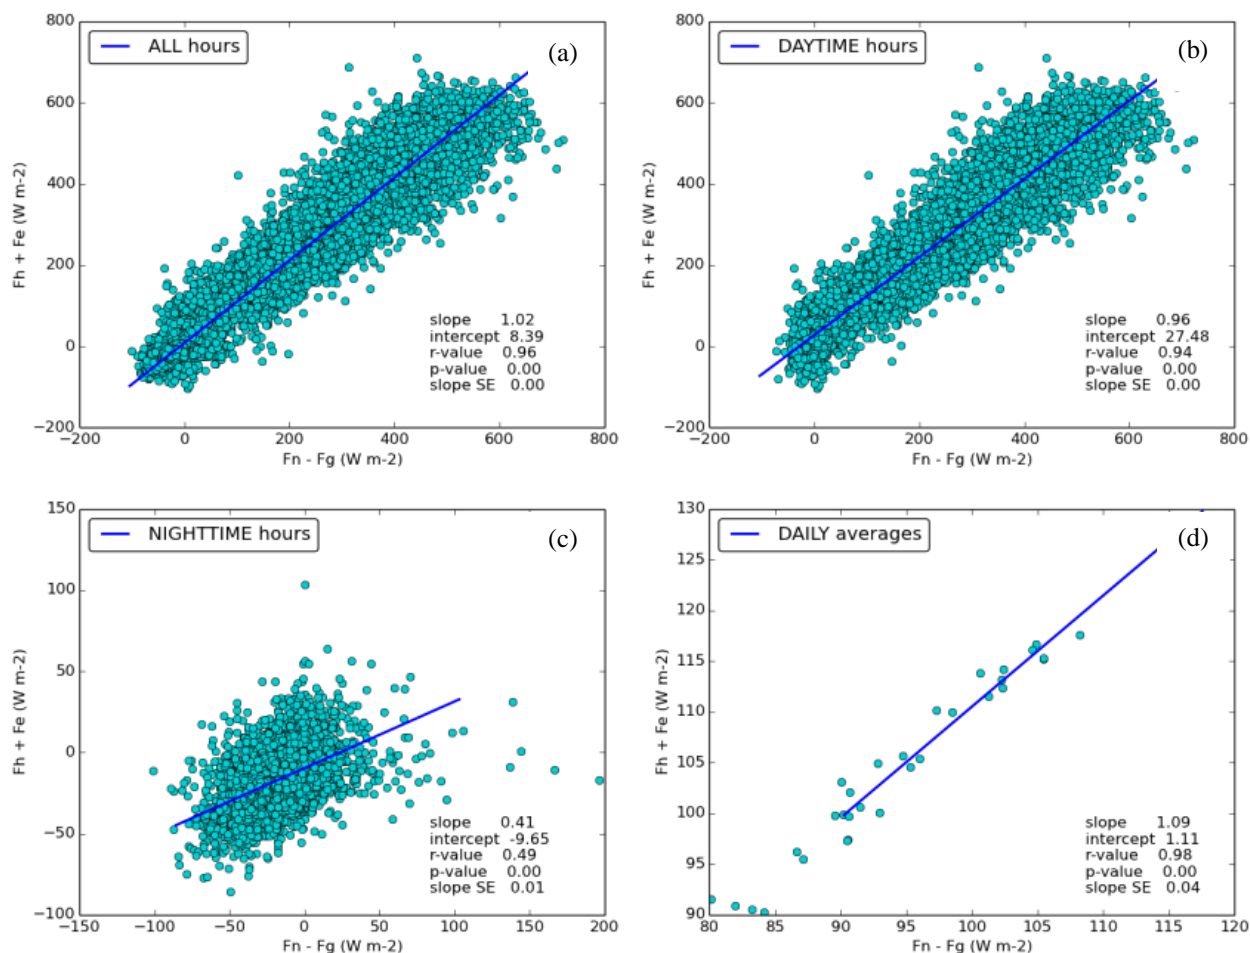 ALL hours
(a)
800
600
400
200
0
−200
Fh + Fe (W m-2)
slope 1.02
intercept 8.39
r-value 0.96
p-value 0.00
slope SE 0.00
−200 0 200 400 600 800
Fn - Fg (W m-2)
DAYTIME hours
(b)
800
600
400
200
0
−200
Fh + Fe (W m-2)
slope 0.96
intercept 27.48
r-value 0.94
p-value 0.00
slope SE 0.00
−200 0 200 400 600 800
Fn - Fg (W m-2)
NIGHTTIME hours
(c)
150
100
50
0
−50
−100
Fh + Fe (W m-2)
slope 0.41
intercept -9.65
r-value 0.49
p-value 0.00
slope SE 0.01
−150 −100 −50 0 50 100 150 200
Fn - Fg (W m-2)
DAILY averages
(d)
130
125
120
115
110
105
100
95
90
Fh + Fe (W m-2)
slope 1.09
intercept 1.11
r-value 0.98
p-value 0.00
slope SE 0.04
80 85 90 95 100 105 110 115 120
Fn - Fg (W m-2)